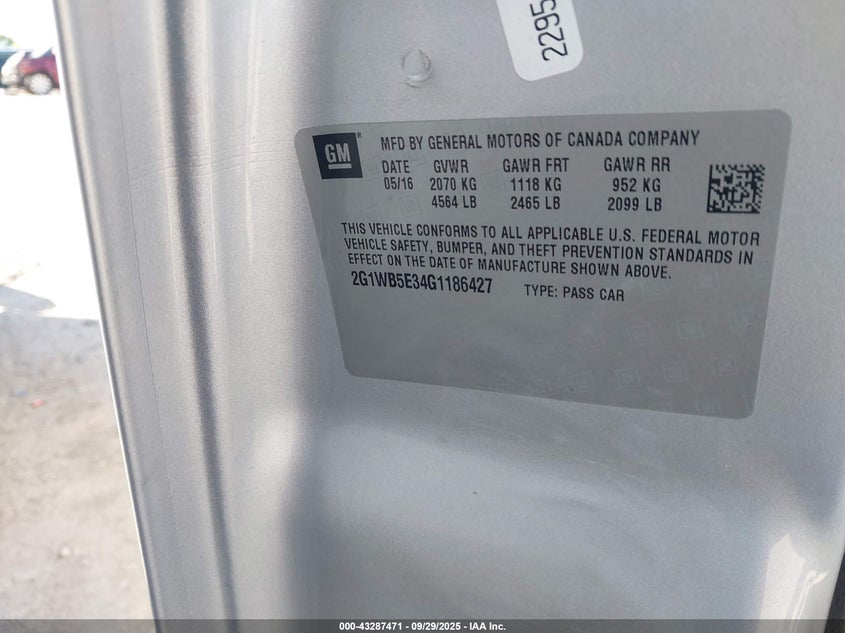 2295
GM
MFD BY GENERAL MOTORS OF CANADA COMPANY
DATE GVWR GAWR FRT GAWR RR
05/16 2070 KG 1118 KG 952 KG
4564 LB 2465 LB 2099 LB
THIS VEHICLE CONFORMS TO ALL APPLICABLE U.S. FEDERAL MOTOR
VEHICLE SAFETY, BUMPER, AND THEFT PREVENTION STANDARDS IN
EFFECT ON THE DATE OF MANUFACTURE SHOWN ABOVE.
2G1WB5E34G1186427 TYPE: PASS CAR
000-43287471 | 09/29/2025 - IAA Inc.